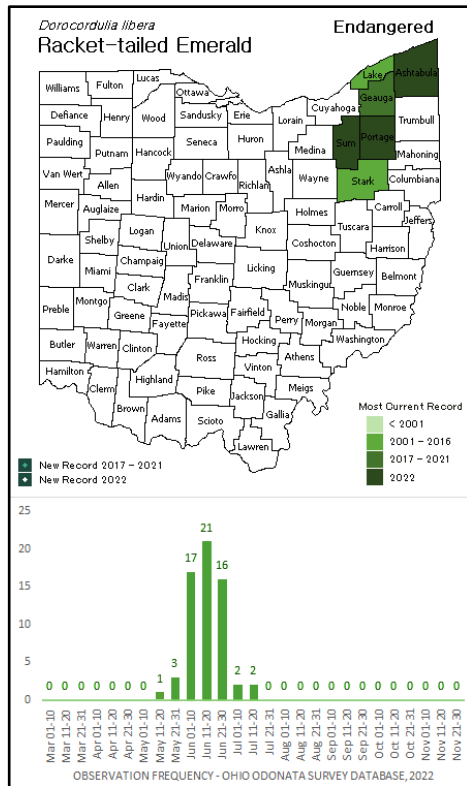 Dorocordulia libera
Endangered
Racket-tailed Emerald
Williams
Fulton
Lucas
Ottawa
Lake
Ashtabula
Geauga
Defiance
Henry
Wood
Sandusky
Erie
Lorain
Cuyahoga
Trumbull
Paulding
Putnam
Hancock
Seneca
Huron
Medina
Sum
Portage
Mahoning
Van Wert
Allen
Wyando
Crawfo
Richlan
Ashla
Wayne
Stark
Columbiana
Mercer
Auglaize
Hardin
Marion
Morro
Holmes
Carroll
Jeffers
Tuscara
Harrison
Shelby
Logan
Union
Delaware
Knox
Coshocton
Darke
Miami
Champaig
Licking
Muskingu
Guernsey
Belmont
Clark
Madis
Franklin
Noble
Monroe
Preble
Montgo
Greene
Fayette
Pickawa
Fairfield
Perry
Morgan
Washington
Butler
Warren
Clinton
Ross
Hocking
Athens
Hamilton
Clerm
Highland
Vinton
Meigs
Brown
Adams
Pike
Scioto
Jackson
Gallia
Lawren
Most Current Record
< 2001
2001 - 2016
2017 - 2021
2022
New Record 2017 - 2021
New Record 2022
25
20
15
10
5
0
0 0 0 0 0 0 0 1 3 17 21 16 2 2 0 0 0 0 0 0 0 0 0 0 0 0 0
Mar 01-10
Mar 11-20
Mar 21-31
Apr 01-10
Apr 11-20
Apr 21-30
May 01-10
May 11-20
May 21-31
Jun 01-10
Jun 11-20
Jun 21-30
Jul 01-10
Jul 11-20
Jul 21-31
Aug 01-10
Aug 11-20
Aug 21-31
Sep 01-10
Sep 11-20
Sep 21-30
Oct 01-10
Oct 11-20
Oct 21-31
Nov 01-10
Nov 11-20
Nov 21-30
OBSERVATION FREQUENCY - OHIO ODONATA SURVEY DATABASE, 2022